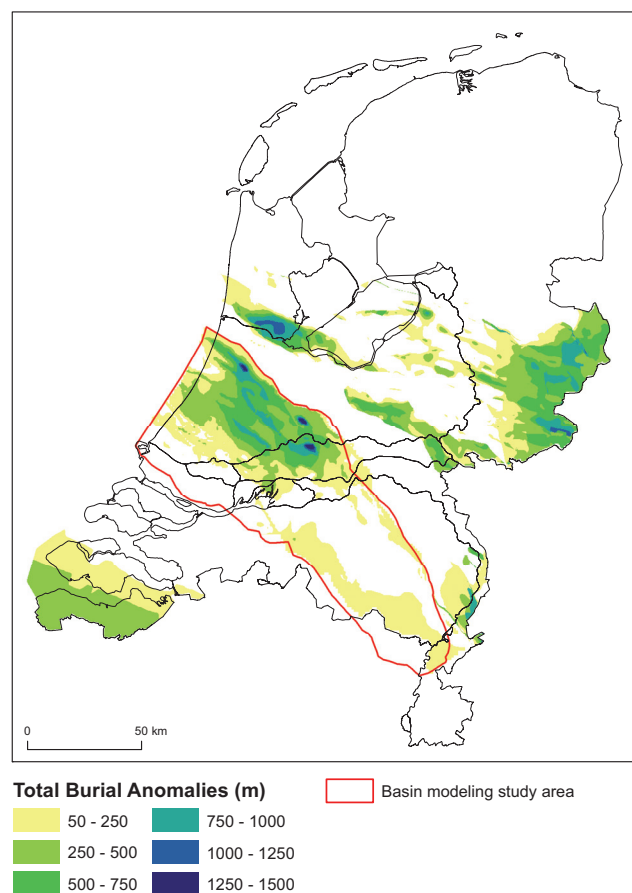 0 50 km
Total Burial Anomalies (m)
Basin modeling study area
50 - 250
750 - 1000
250 - 500
1000 - 1250
500 - 750
1250 - 1500